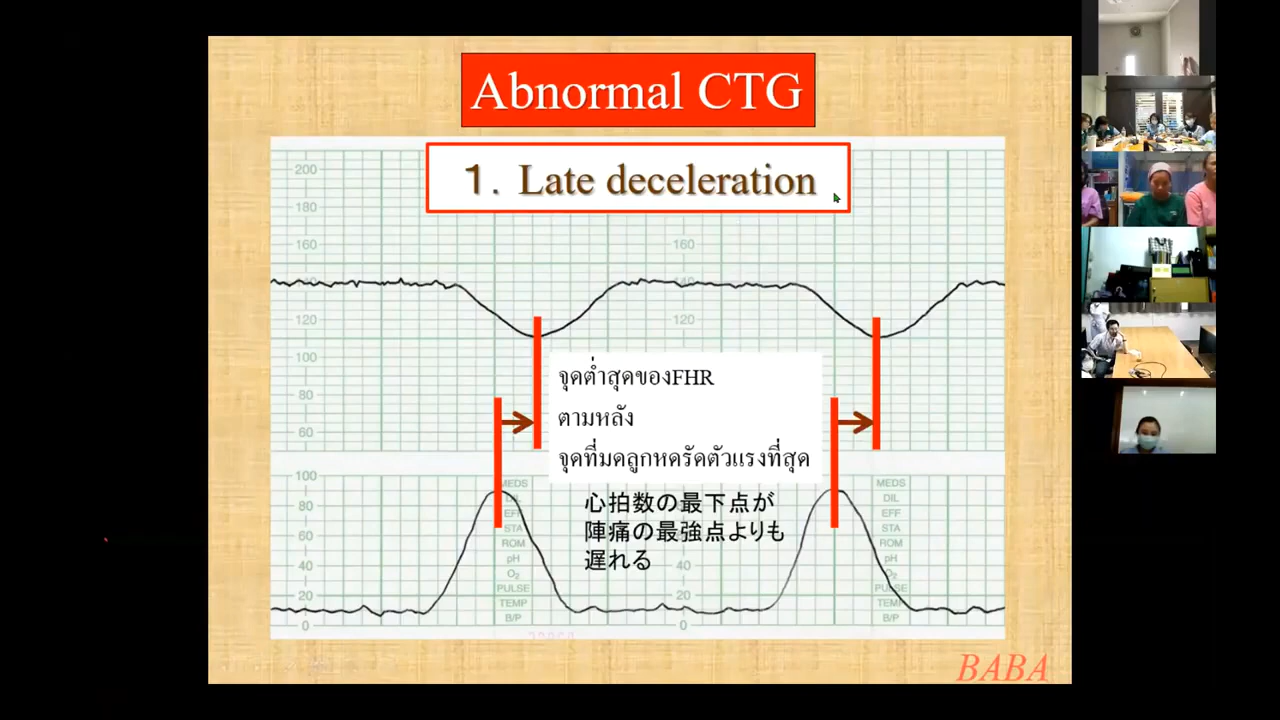 Abnormal CTG
1. Late deceleration
200
180
160
160
140
120
120
100
80
60
จุดต่ำสุดของFHR
ตามหลัง
จุดที่มดลูกหดรัดตัวแรงที่สุด
心拍数の最下点が
陣痛の最強点よりも
遅れる
100
80
60
40
20
0
40
20
0
MEDS
DIL
EFF
STA
ROM
pH
O₂
PULSE
TEMP
B/P
MEDS
DIL
EFF
STA
ROM
pH
O₂
PULSE
TEMP
B/P
BABA